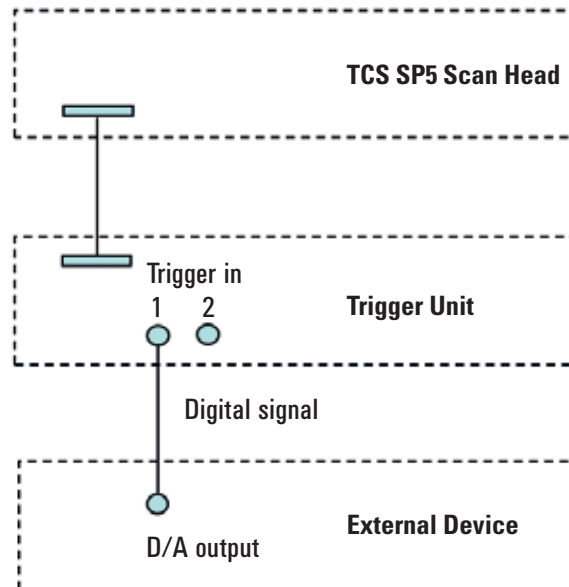 TCS SP5 Scan Head
Trigger in
1 2
Trigger Unit
Digital signal
External Device
D/A output